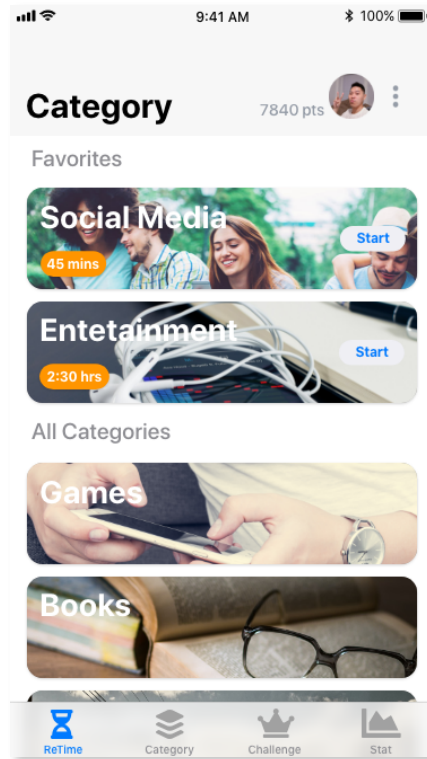 9:41 AM
100%
Category
7840 pts
Favorites
Social Media
45 mins
Start
Entetainment
2:30 hrs
Start
All Categories
Games
Books
ReTime
Category
Challenge
Stat